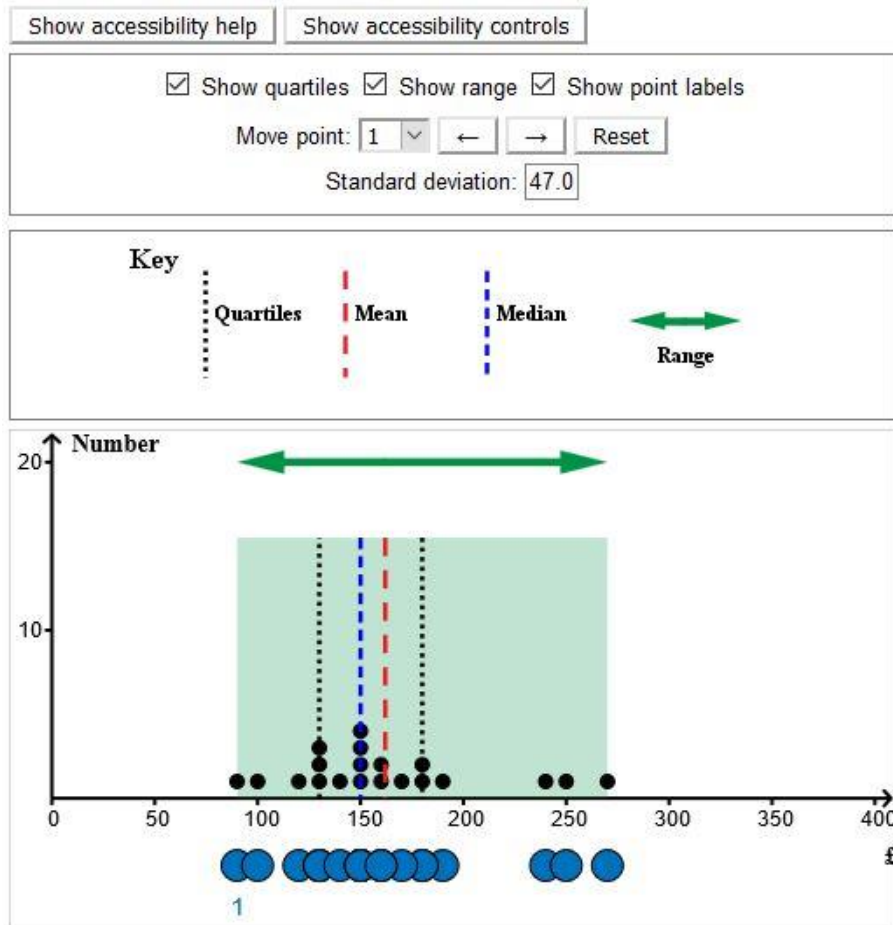 Show accessibility help Show accessibility controls
Show quartiles Show range Show point labels
Move point: 1 ← → Reset
Standard deviation: 47.0
Key
Quartiles Mean Median
Range
Number
20
10
0 50 100 150 200 250 300 350 400
£
1